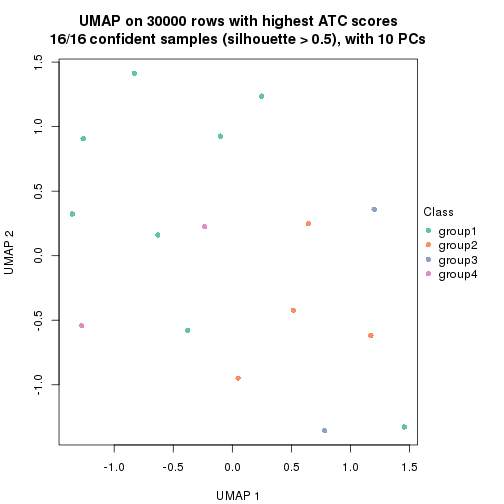 UMAP on 30000 rows with highest ATC scores
16/16 confident samples (silhouette > 0.5), with 10 PCs
1.5
1.0
0.5
0.0
-0.5
-1.0
UMAP 2
-1.0
-0.5
0.0
0.5
1.0
1.5
UMAP 1
Class
group1
group2
group3
group4